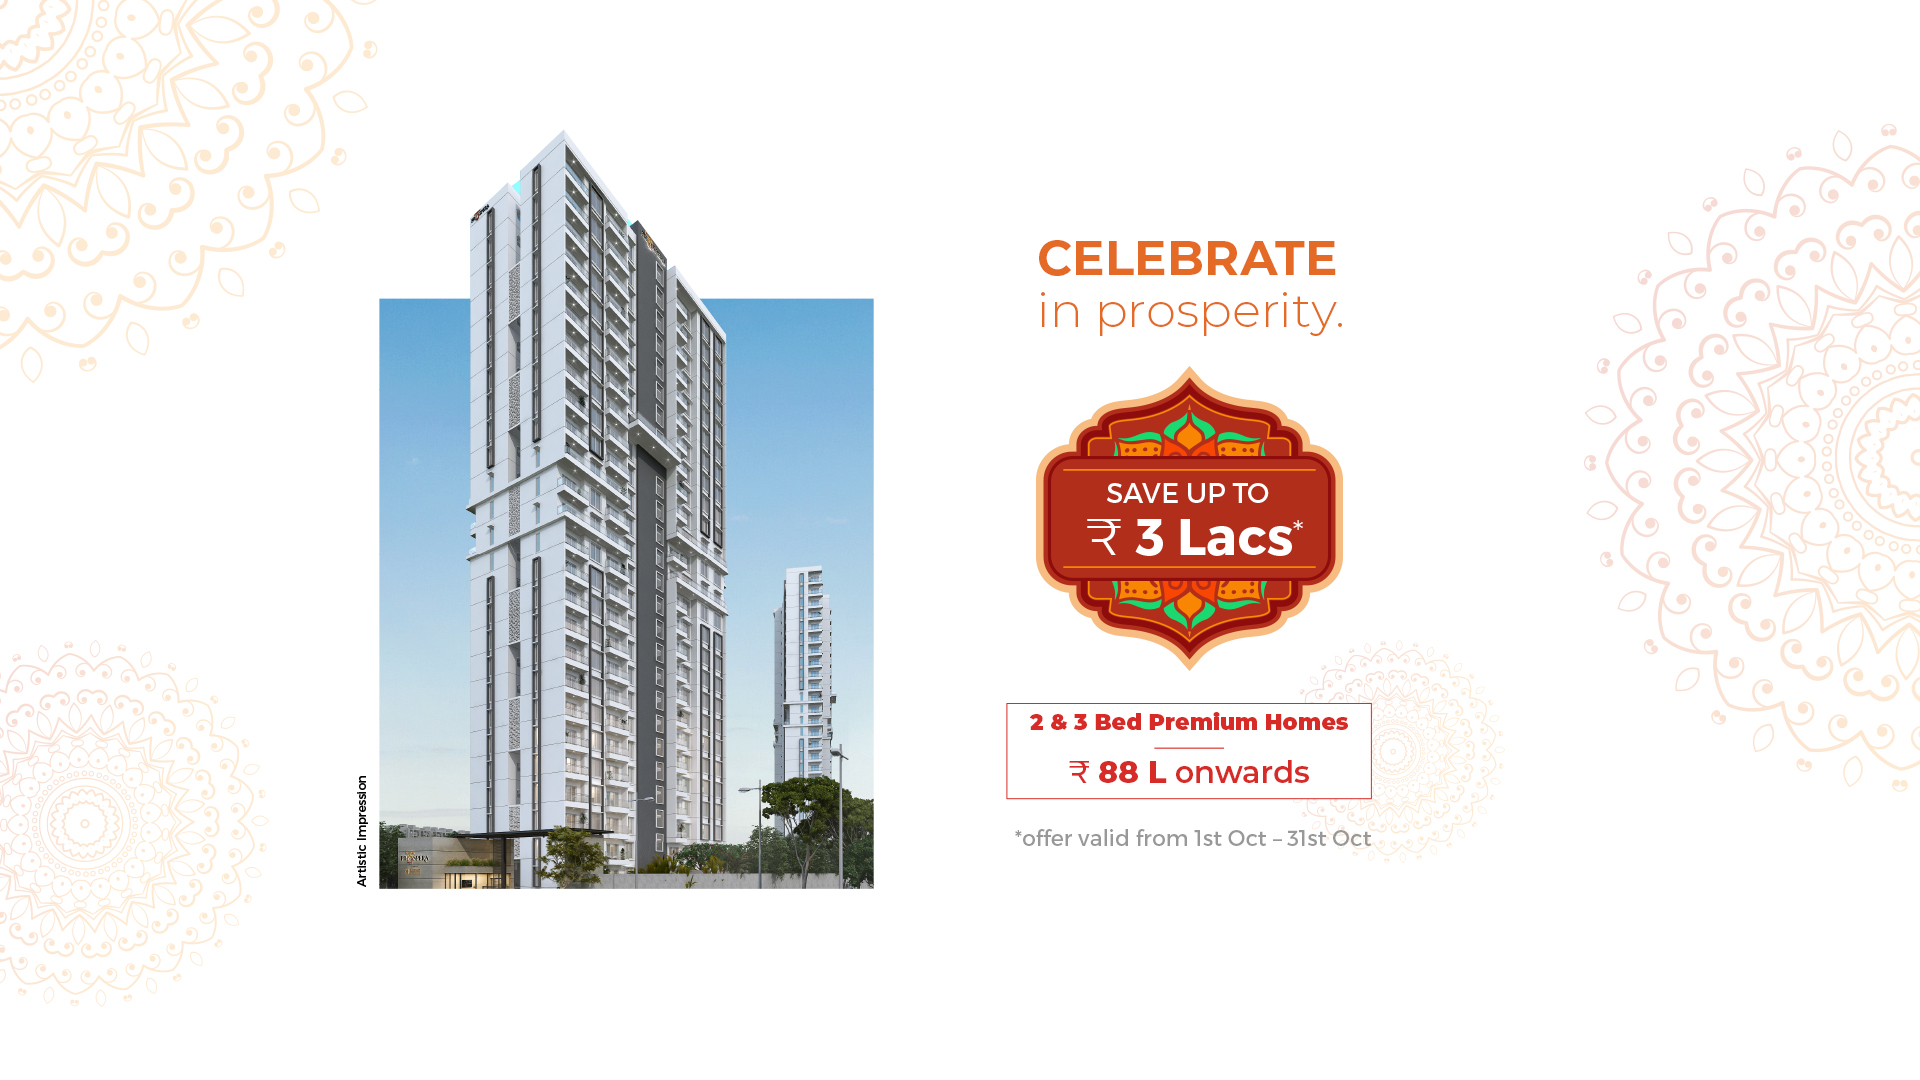 CELEBRATE
in prosperity.
SAVE UP TO
₹ 3 Lacs*
2 & 3 Bed Premium Homes
₹ 88 L onwards
*offer valid from 1st Oct – 31st Oct
Artistic Impression
PROSPERA